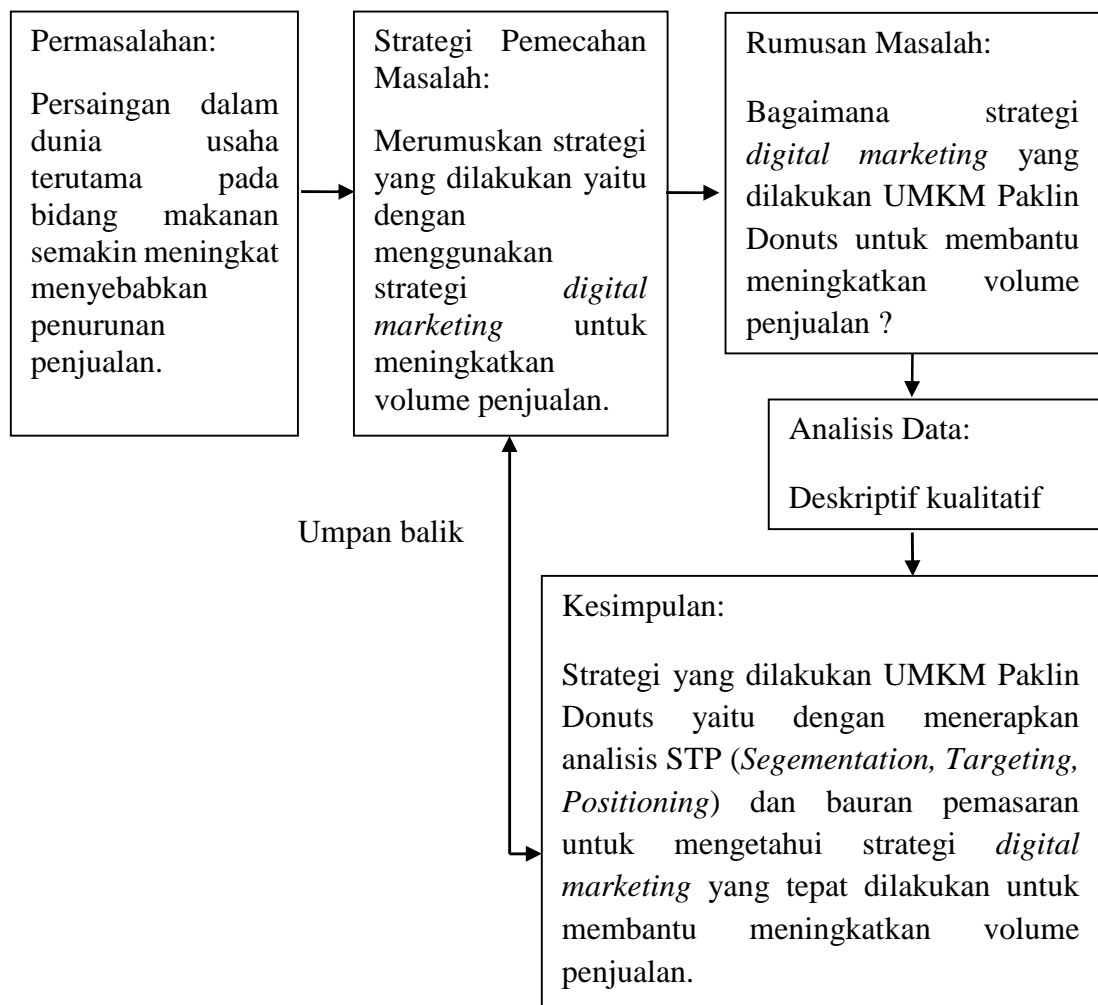 Permasalahan:
Persaingan dalam
dunia usaha
terutama pada
bidang makanan
semakin meningkat
menyebabkan
penurunan
penjualan.
Strategi Pemecahan
Masalah:
Merumuskan strategi
yang dilakukan yaitu
dengan
menggunakan
strategi digital
marketing untuk
meningkatkan
volume penjualan.
Rumusan Masalah:
Bagaimana strategi
digital marketing yang
dilakukan UMKM Paklin
Donuts untuk membantu
meningkatkan volume
penjualan ?
Analisis Data:
Deskriptif kualitatif
Umpan balik
Kesimpulan:
Strategi yang dilakukan UMKM Paklin
Donuts yaitu dengan menerapkan
analisis STP (Segementation, Targeting,
Positioning) dan bauran pemasaran
untuk mengetahui strategi digital
marketing yang tepat dilakukan untuk
membantu meningkatkan volume
penjualan.